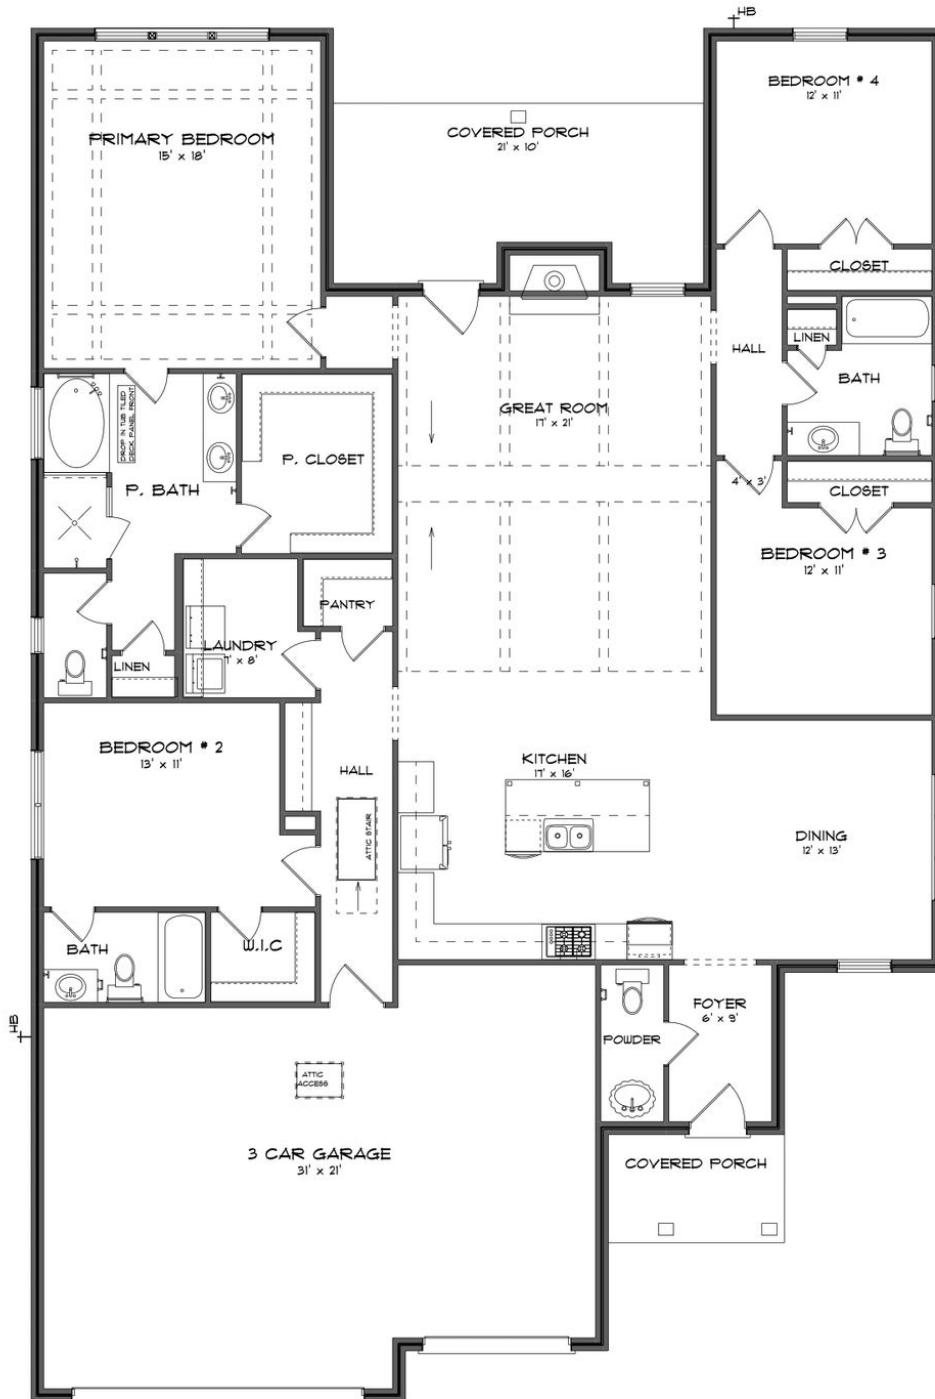 HB
BEDROOM # 4
12' x 11'
PRIMARY BEDROOM
15' x 18'
COVERED PORCH
21' x 10'
CLOSET
LINEN
HALL
BATH
GREAT ROOM
17' x 21'
DROP IN TUB TILED
DECK, PANEL FRONT
P. CLOSET
P. BATH
4' x 3'
CLOSET
BEDROOM # 3
12' x 11'
PANTRY
LAUNDRY
7' x 8'
LINEN
BEDROOM # 2
13' x 11'
HALL
KITCHEN
17' x 16'
ATTIC STAIR
DINING
12' x 13'
BATH
W.I.C
HB
FOYER
6' x 9'
POWDER
ATTIC
ACCESS
3 CAR GARAGE
31' x 21'
COVERED PORCH